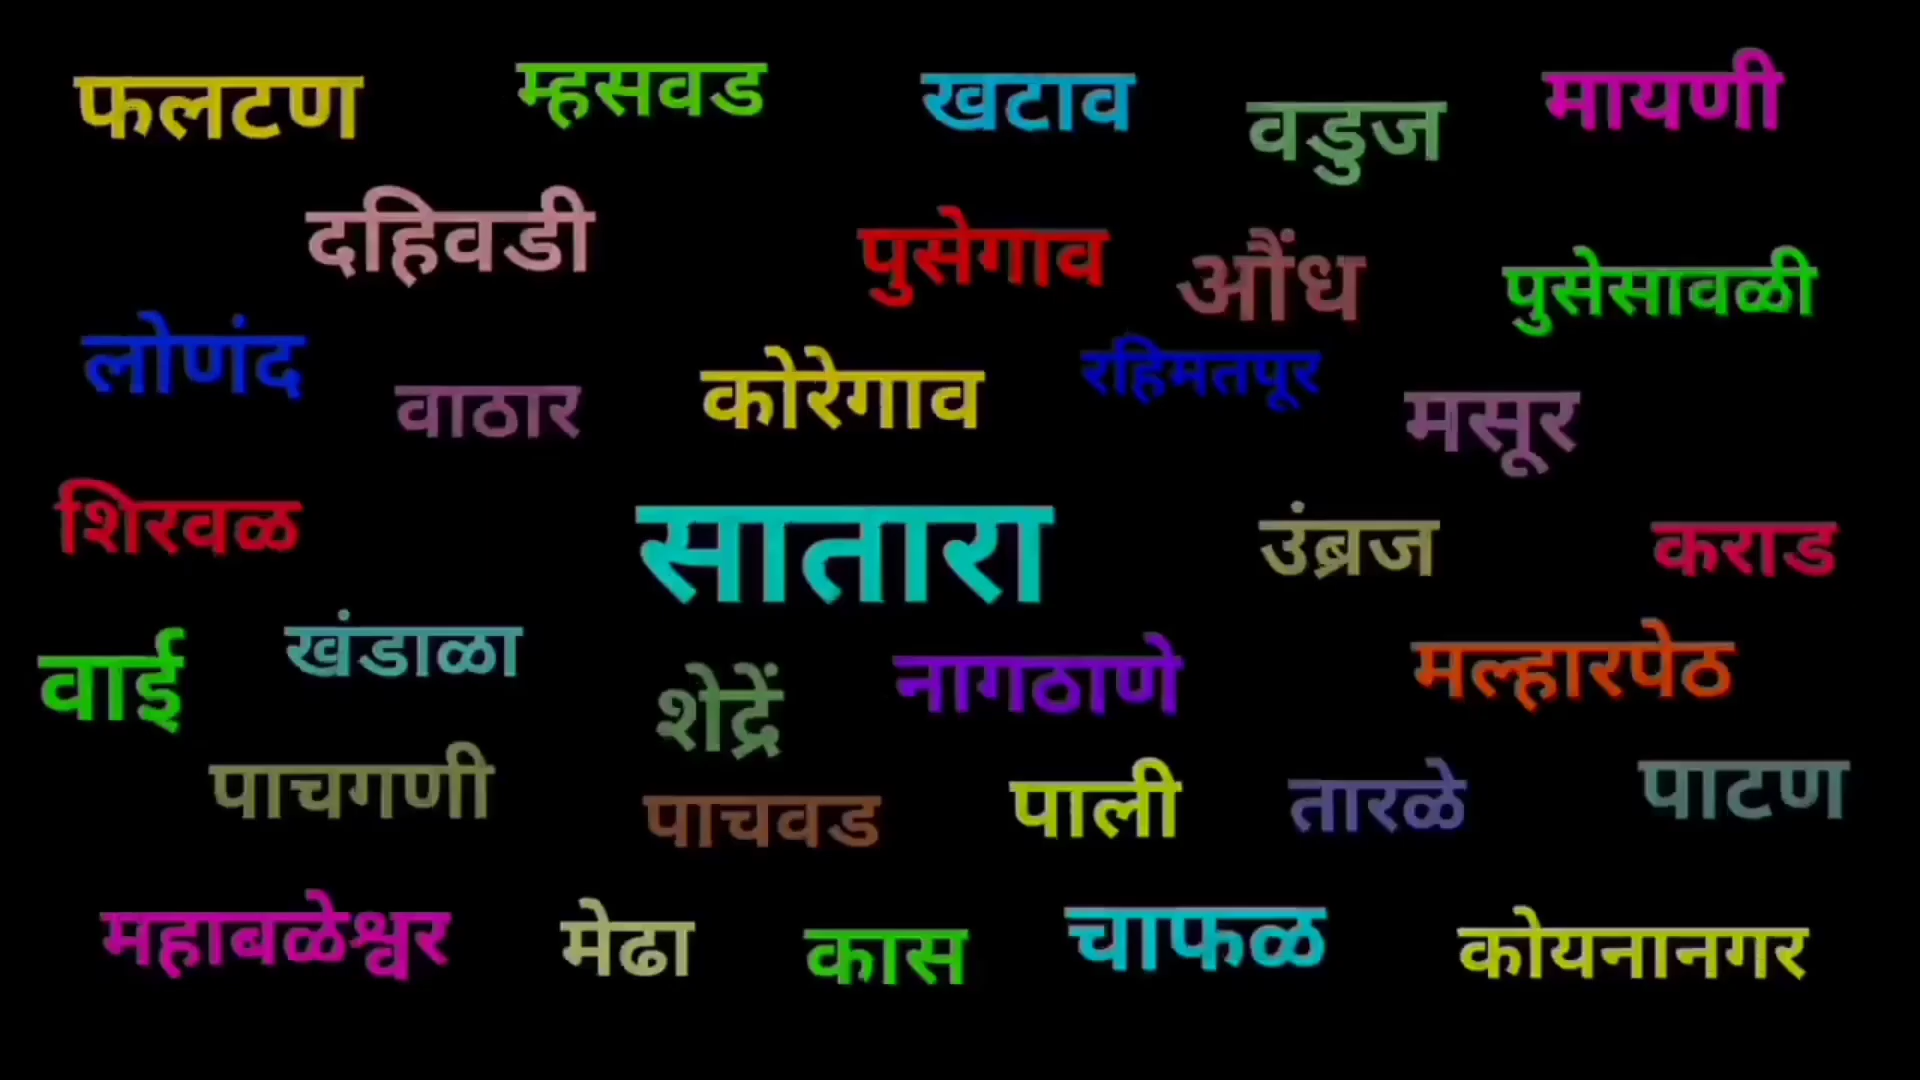 फलटण म्हसवड खटाव वडुज मायणी
दहिवडी पुसेगाव औंध पुसेसावळी
लोणंद वाठार कोरेगाव रहिमतपूर मसूर
शिरवळ सातारा उंब्रज कराड
वाई खंडाळा शेद्रें नागठाणे मल्हारपेठ
पाचगणी पाचवड पाली तारळे पाटण
महाबळेश्वर मेढा कास चाफळ कोयनानगर